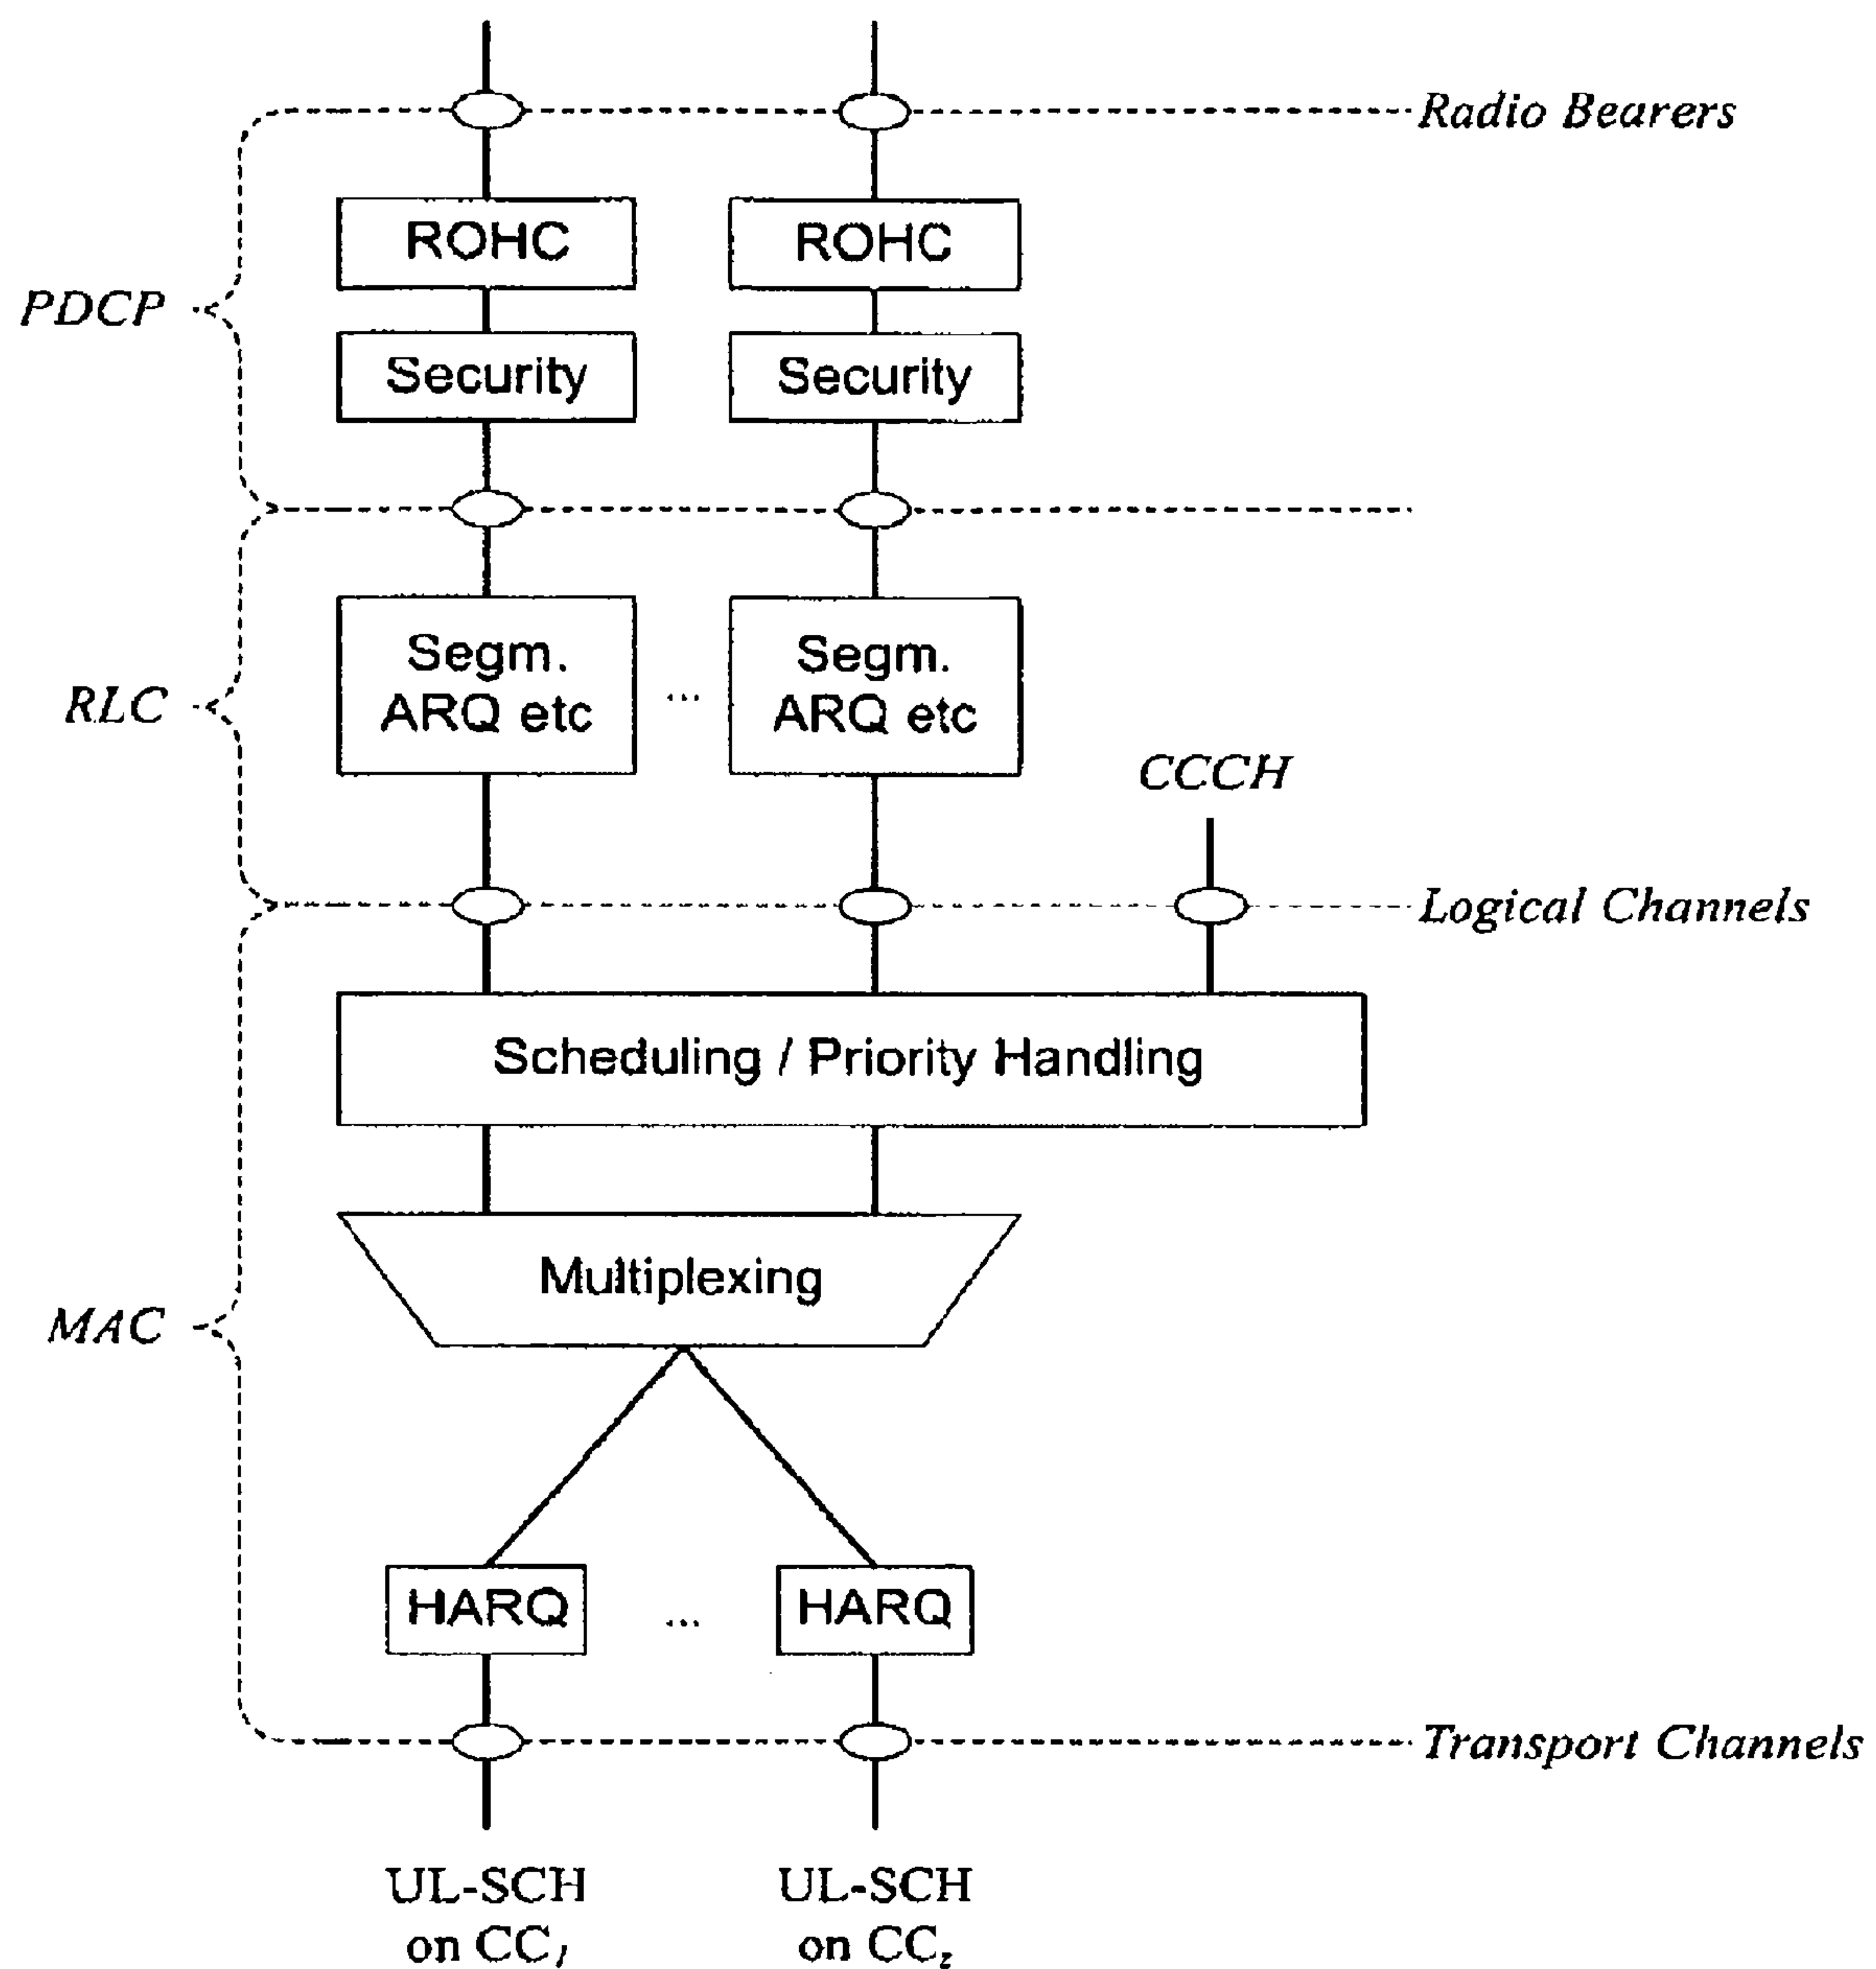 Radio Bearers
ROHC
ROHC
PDCP
Security
Security
Segm.
ARQ etc
...
Segm.
ARQ etc
RLC
CCCH
Logical Channels
Scheduling / Priority Handling
Multiplexing
MAC
HARQ
...
HARQ
Transport Channels
UL-SCH
on CC1
UL-SCH
on CCz